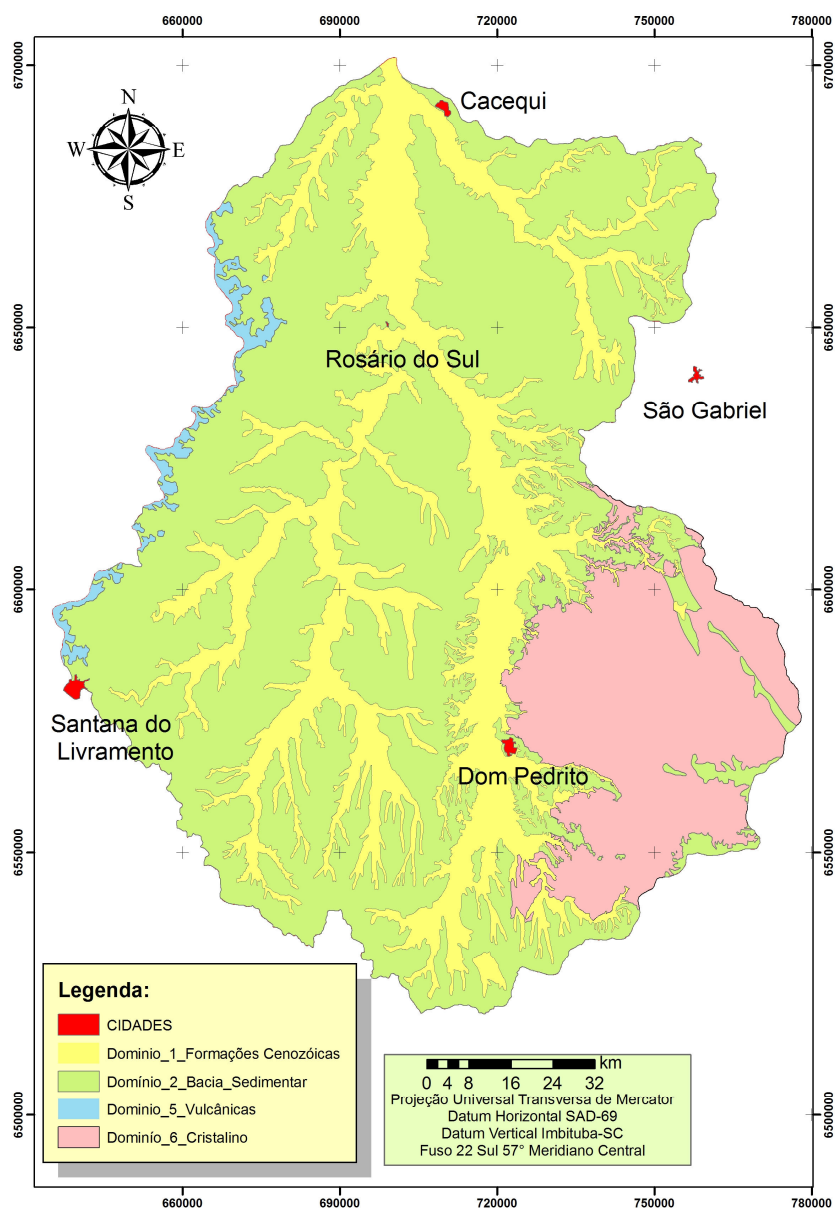 660000 690000 720000 750000 780000
6700000
6700000
N
W E
S
Cacequi
6650000
6650000
Rosário do Sul
São Gabriel
6600000
6600000
Santana do
Livramento
Dom Pedrito
6550000
6550000
Legenda:
CIDADES
Dominio_1_Formações Cenozóicas
Domínio_2_Bacia_Sedimentar
Dominio_5_Vulcânicas
Domínio_6_Cristalino
km
0 4 8 16 24 32
Projeção Universal Transversa de Mercator
Datum Horizontal SAD-69
Datum Vertical Imbituba-SC
Fuso 22 Sul 57° Meridiano Central
6500000
6500000
660000 690000 720000 750000 780000